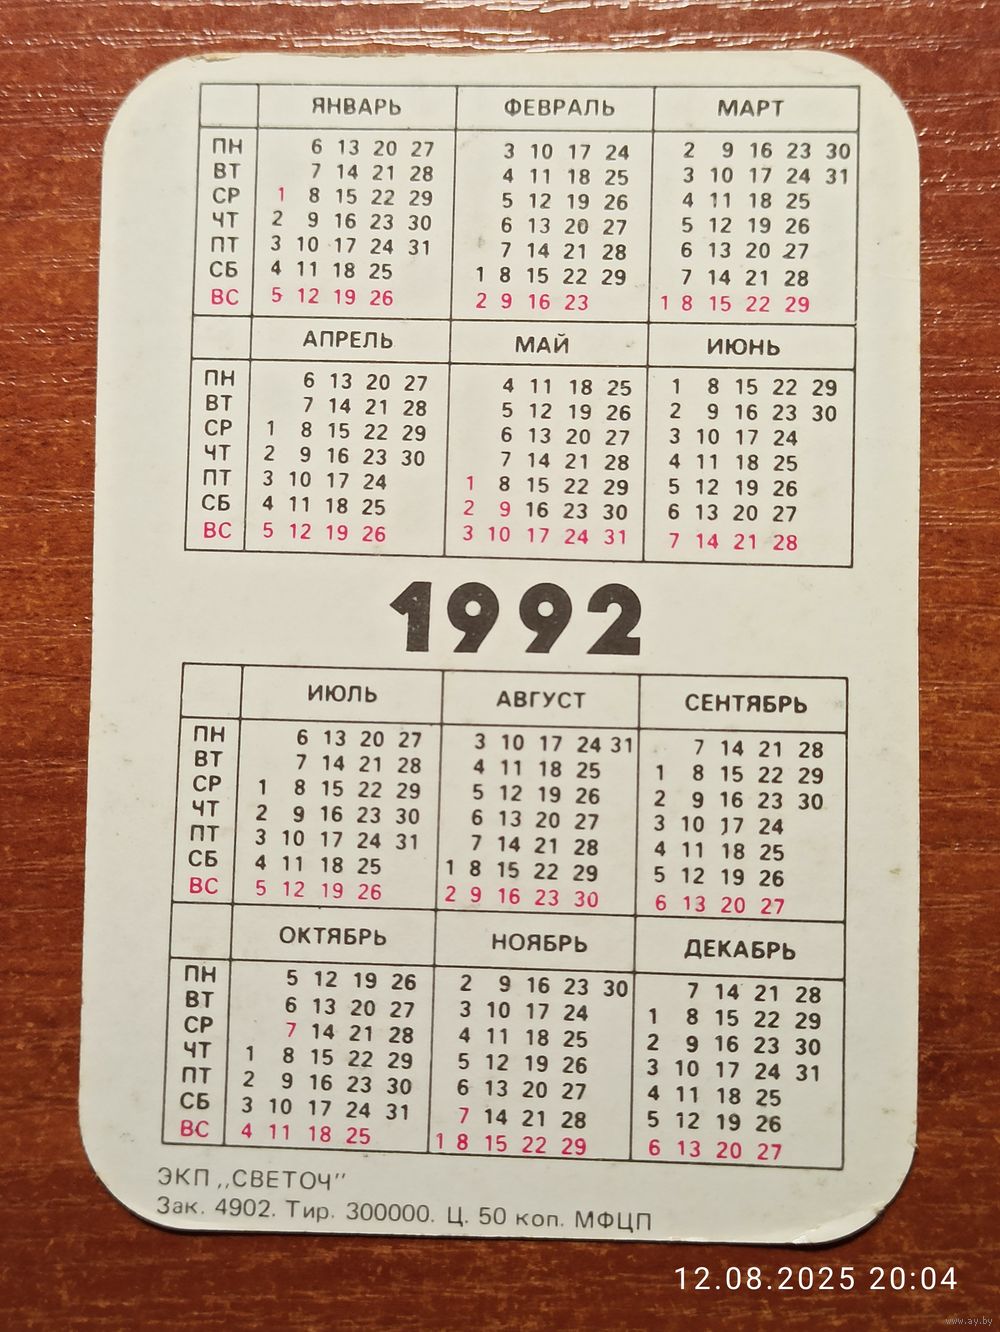 ЯНВАРЬ ФЕВРАЛЬ МАРТ
ПН 6 13 20 27 3 10 17 24 2 9 16 23 30
ВТ 7 14 21 28 4 11 18 25 3 10 17 24 31
СР 1 8 15 22 29 5 12 19 26 4 11 18 25
ЧТ 2 9 16 23 30 6 13 20 27 5 12 19 26
ПТ 3 10 17 24 31 7 14 21 28 6 13 20 27
СБ 4 11 18 25 1 8 15 22 29 7 14 21 28
ВС 5 12 19 26 2 9 16 23 1 8 15 22 29
АПРЕЛЬ МАЙ ИЮНЬ
ПН 6 13 20 27 4 11 18 25 1 8 15 22 29
ВТ 7 14 21 28 5 12 19 26 2 9 16 23 30
СР 1 8 15 22 29 6 13 20 27 3 10 17 24
ЧТ 2 9 16 23 30 7 14 21 28 4 11 18 25
ПТ 3 10 17 24 1 8 15 22 29 5 12 19 26
СБ 4 11 18 25 2 9 16 23 30 6 13 20 27
ВС 5 12 19 26 3 10 17 24 31 7 14 21 28
1992
ИЮЛЬ АВГУСТ СЕНТЯБРЬ
ПН 6 13 20 27 3 10 17 24 31 7 14 21 28
ВТ 7 14 21 28 4 11 18 25 1 8 15 22 29
СР 1 8 15 22 29 5 12 19 26 2 9 16 23 30
ЧТ 2 9 16 23 30 6 13 20 27 3 10 17 24
ПТ 3 10 17 24 31 7 14 21 28 4 11 18 25
СБ 4 11 18 25 1 8 15 22 29 5 12 19 26
ВС 5 12 19 26 2 9 16 23 30 6 13 20 27
ОКТЯБРЬ НОЯБРЬ ДЕКАБРЬ
ПН 5 12 19 26 2 9 16 23 30 7 14 21 28
ВТ 6 13 20 27 3 10 17 24 1 8 15 22 29
СР 7 14 21 28 4 11 18 25 2 9 16 23 30
ЧТ 1 8 15 22 29 5 12 19 26 3 10 17 24 31
ПТ 2 9 16 23 30 6 13 20 27 4 11 18 25
СБ 3 10 17 24 31 7 14 21 28 5 12 19 26
ВС 4 11 18 25 1 8 15 22 29 6 13 20 27
ЭКП „СВЕТОЧ"
Зак. 4902. Тир. 300000. Ц. 50 коп. МФЦП
12.08.2025 20:04
www.ay.by